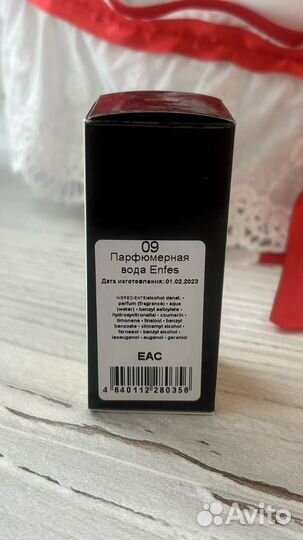 09
Парфюмерная
вода Enfes
Дата изготовления: 01.02.2023
INGREDIENTS:alcohol denat. •
parfum (fragrance) • aqua
(water) • benzyl salicylate •
hydroxycitronellal • coumarin •
limonene • linalool • benzyl
benzoate • cinnamyl alcohol •
farnesol • benzyl alcohol •
isoeugenol • eugenol • geraniol
EAC
4 640112 280356
Avito